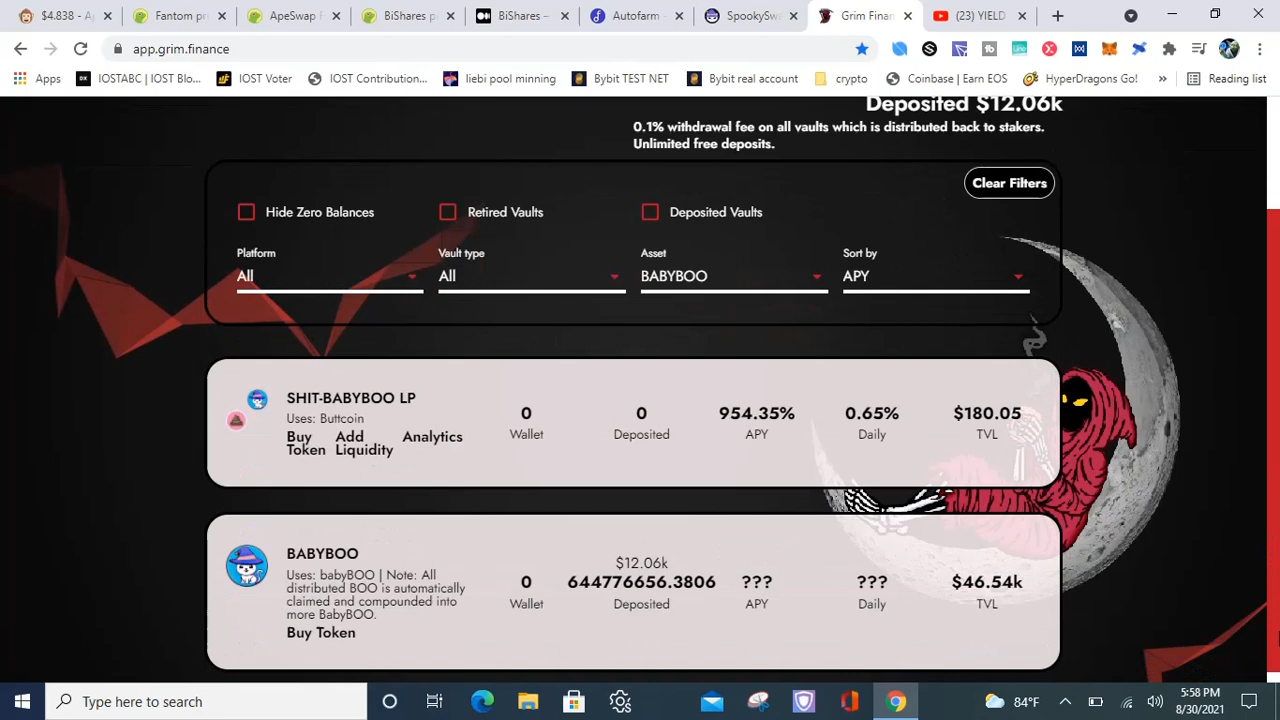 $4.838 - A
Fantom pr
ApeSwap F
BiShares p
BiShares –
Autofarm -
SpookySw
Grim Finan
(23) YIELD
app.grim.finance
Apps
IOSTABC | IOST Blo...
IOST Voter
IOST Contribution...
liebi pool minning
Bybit TEST NET
Bybit real account
crypto
Coinbase | Earn EOS
HyperDragons Go!
»
Reading list
Deposited $12.06k
0.1% withdrawal fee on all vaults which is distributed back to stakers.
Unlimited free deposits.
Clear Filters
Hide Zero Balances
Retired Vaults
Deposited Vaults
Platform
Vault type
Asset
Sort by
All
All
BABYBOO
APY
SHIT-BABYBOO LP
Uses: Buttcoin
Buy Token
Add Liquidity
Analytics
0
Wallet
0
Deposited
954.35%
APY
0.65%
Daily
$180.05
TVL
BABYBOO
Uses: babyBOO | Note: All
distributed BOO is automatically
claimed and compounded into
more BabyBOO.
Buy Token
0
Wallet
$12.06k
644776656.3806
Deposited
???
APY
???
Daily
$46.54k
TVL
Type here to search
84°F
5:58 PM
8/30/2021